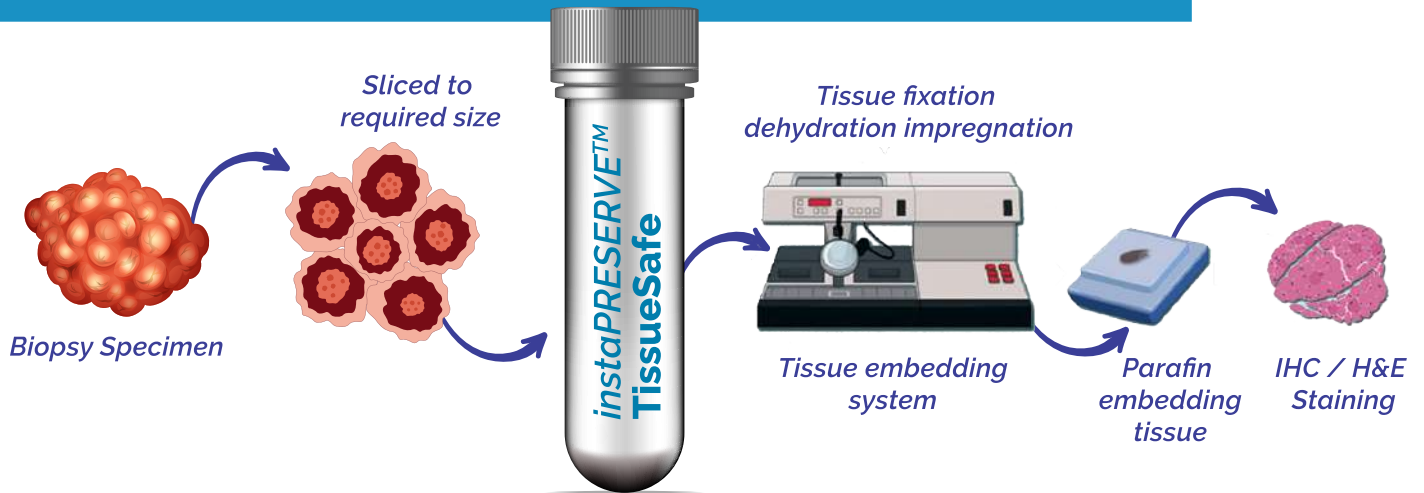 Biopsy Specimen
Sliced to
required size
instaPRESERVE™
TissueSafe
Tissue fixation
dehydration impregnation
Tissue embedding
system
Parafin
embedding
tissue
IHC / H&E
Staining